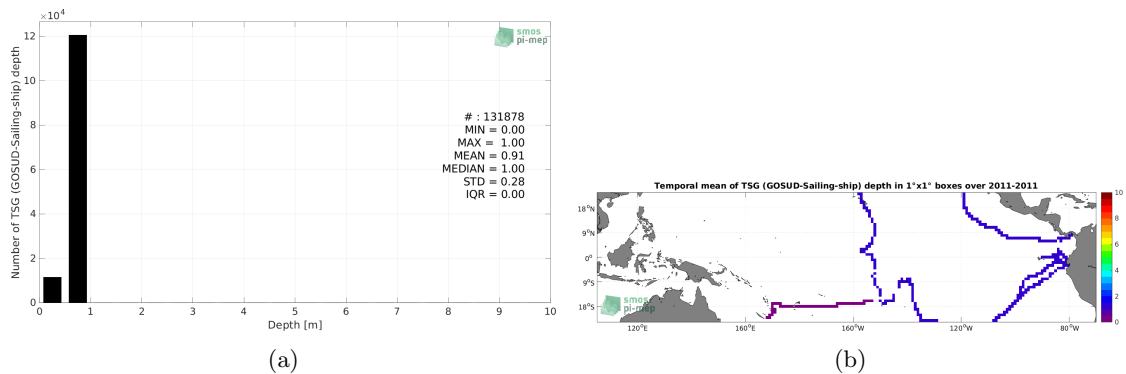 ×10⁴
12
10
8
6
4
2
0
Number of TSG (GOSUD-Sailing-ship) depth
smos
pi-mep
# : 131878
MIN = 0.00
MAX = 1.00
MEAN = 0.91
MEDIAN = 1.00
STD = 0.28
IQR = 0.00
0 1 2 3 4 5 6 7 8 9 10
Depth [m]
(a)
Temporal mean of TSG (GOSUD-Sailing-ship) depth in 1°x1° boxes over 2011-2011
18°N
9°N
0°
9°S
18°S
smos
pi-mep
120°E 160°E 160°W 120°W 80°W
10
8
6
4
2
0
(b)